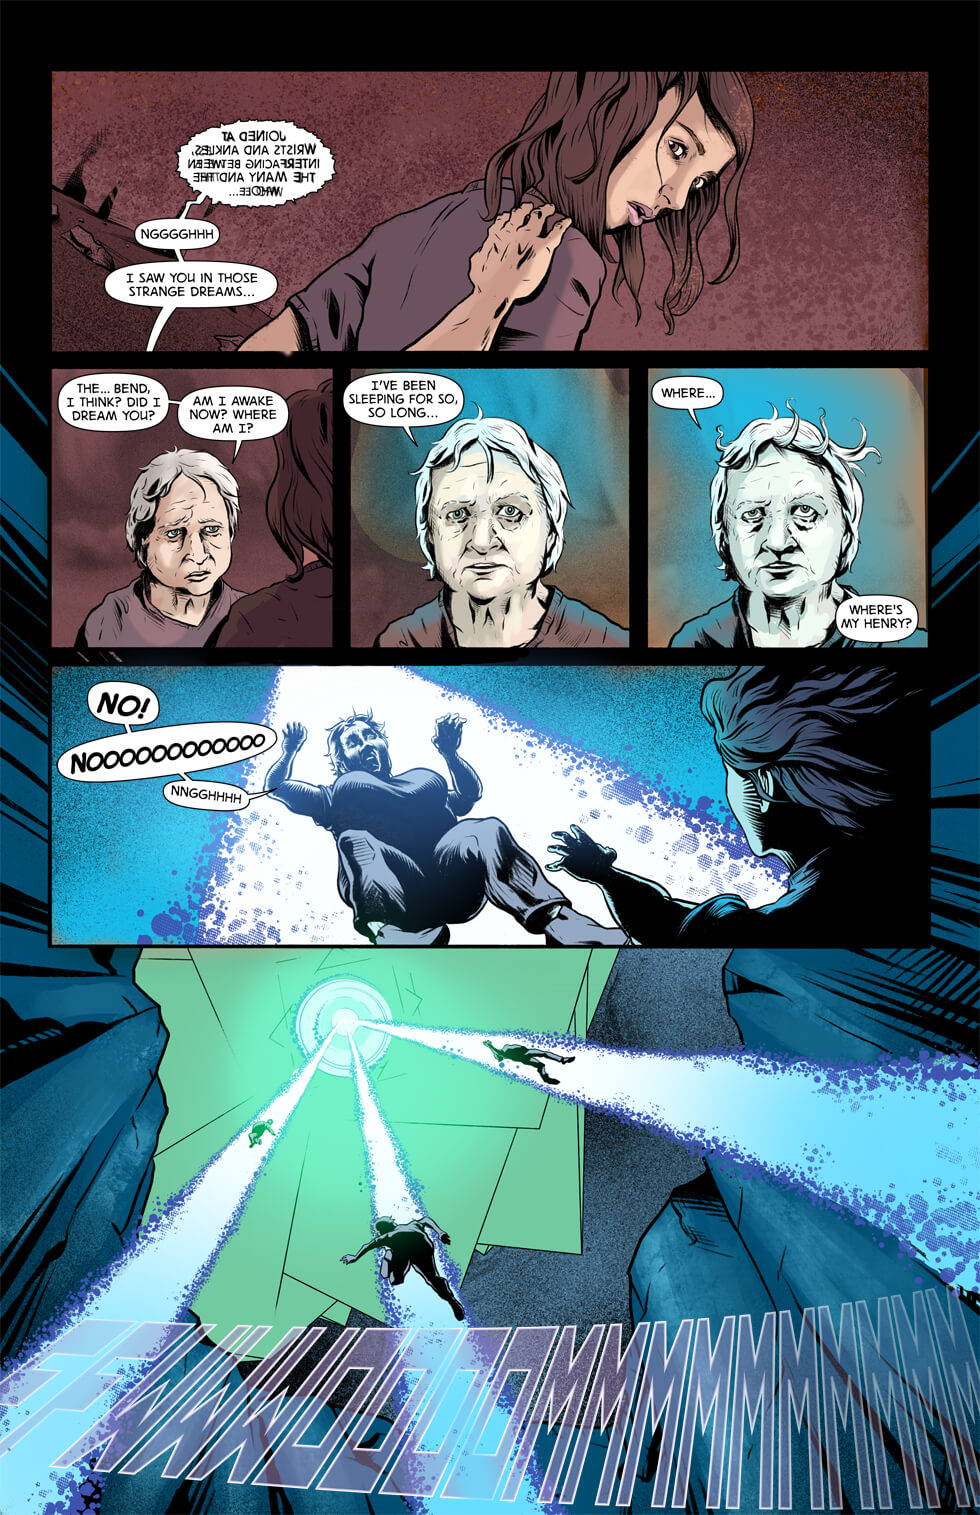 JOINED AT
WRISTS AND ANKLES,
INTERFACING BETWEEN
THE MANY AND THE
WHOLE...
NGGGGHHH
I SAW YOU IN THOSE
STRANGE DREAMS...
THE... BEND,
I THINK? DID I
DREAM YOU?
AM I AWAKE
NOW? WHERE
AM I?
I'VE BEEN
SLEEPING FOR SO,
SO LONG...
WHERE...
WHERE'S
MY HENRY?
NO!
NOOOOOOOOOOOO
NNGGHHHH